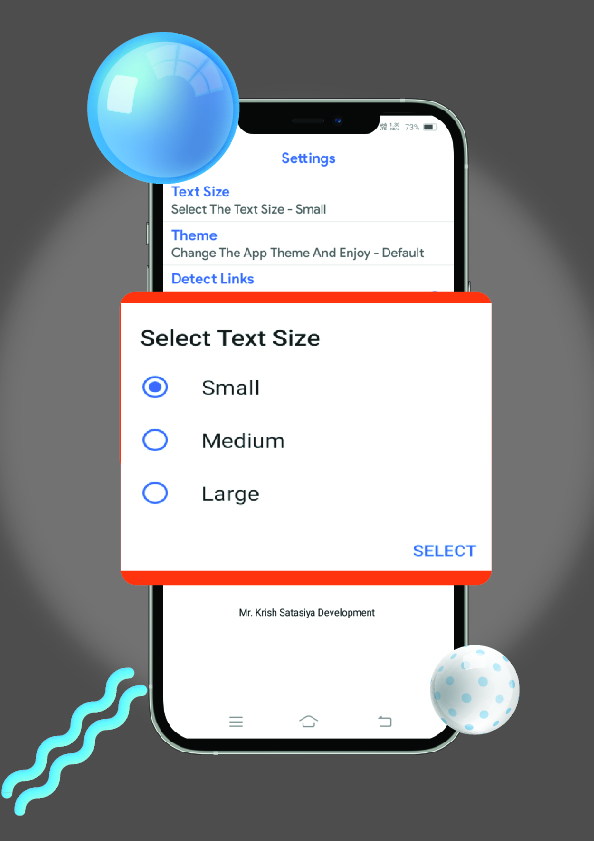 73%
Settings
Text Size
Select The Text Size - Small
Theme
Change The App Theme And Enjoy - Default
Detect Links
Select Text Size
Small
Medium
Large
SELECT
Mr. Krish Satasiya Development